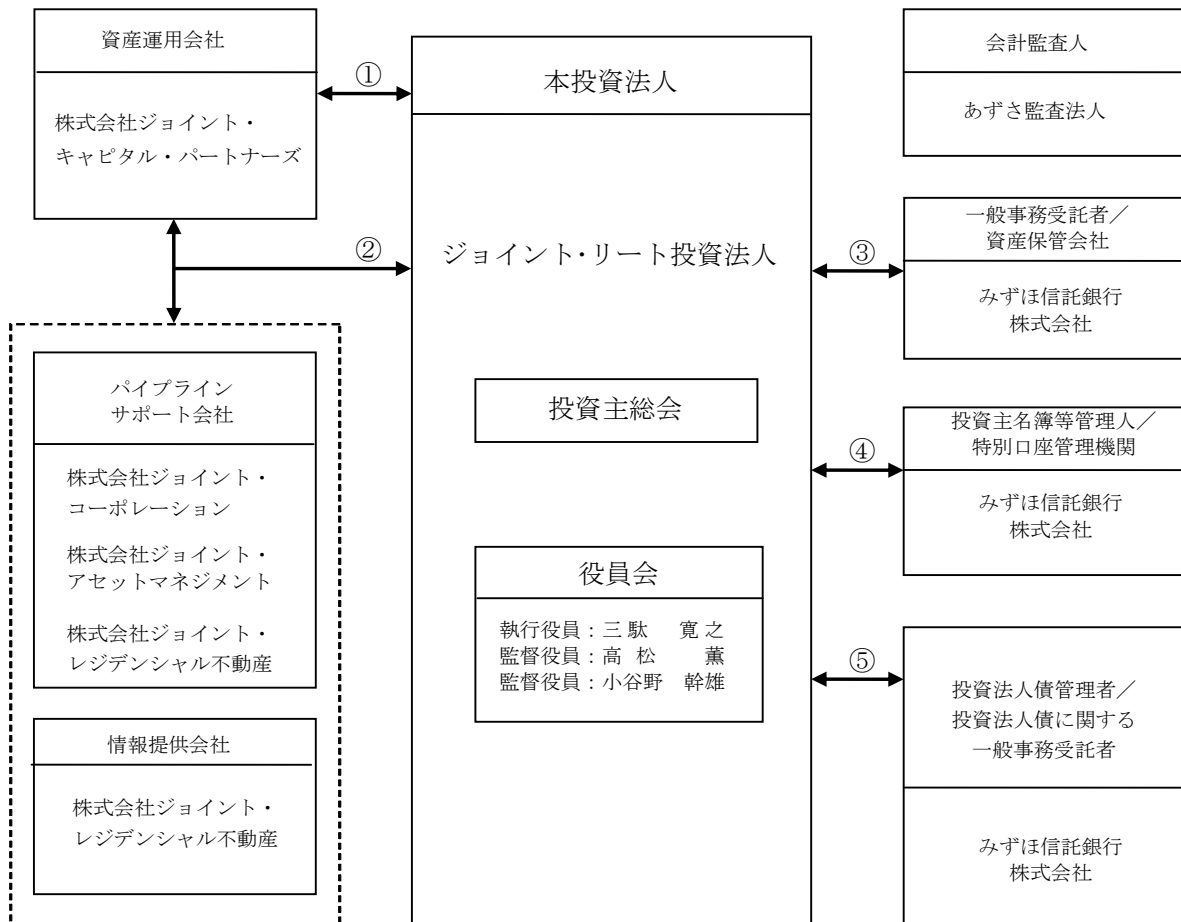 資産運用会社
株式会社ジョイント・
キャピタル・パートナーズ
①
②
パイプライン
サポート会社
株式会社ジョイント・
コーポレーション
株式会社ジョイント・
アセットマネジメント
株式会社ジョイント・
レジデンシャル不動産
情報提供会社
株式会社ジョイント・
レジデンシャル不動産
本投資法人
ジョイント・リート投資法人
投資主総会
役員会
執行役員：三駄 寛之
監督役員：高松 薫
監督役員：小谷野 幹雄
会計監査人
あずさ監査法人
③
一般事務受託者／
資産保管会社
みずほ信託銀行
株式会社
④
投資主名簿等管理人／
特別口座管理機関
みずほ信託銀行
株式会社
⑤
投資法人債管理者／
投資法人債に関する
一般事務受託者
みずほ信託銀行
株式会社